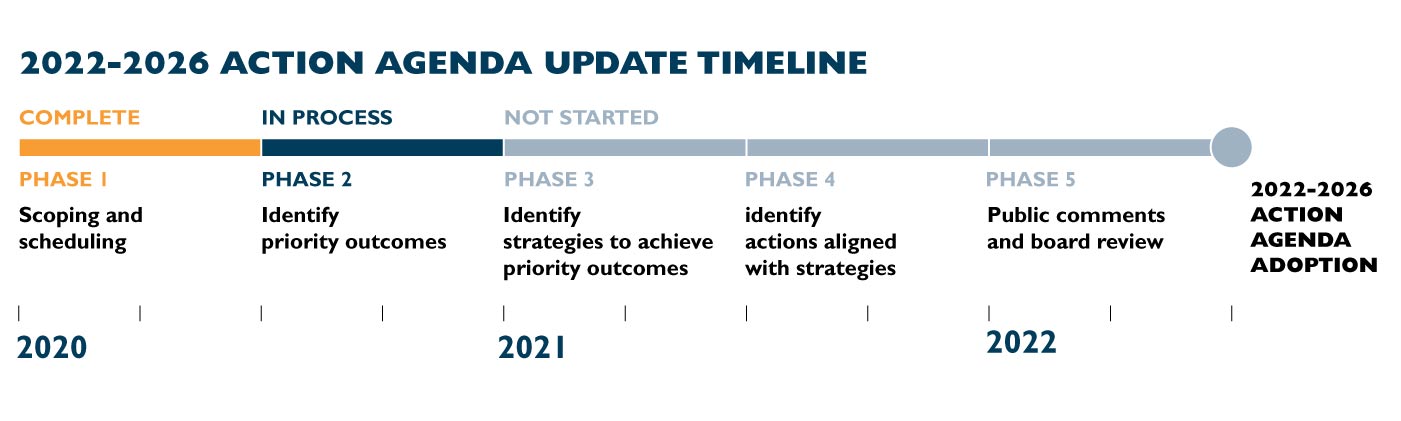 2022-2026 ACTION AGENDA UPDATE TIMELINE
COMPLETE
IN PROCESS
NOT STARTED
PHASE 1
Scoping and
scheduling
PHASE 2
Identify
priority outcomes
PHASE 3
Identify
strategies to achieve
priority outcomes
PHASE 4
identify
actions aligned
with strategies
PHASE 5
Public comments
and board review
2022-2026
ACTION
AGENDA
ADOPTION
2020
2021
2022